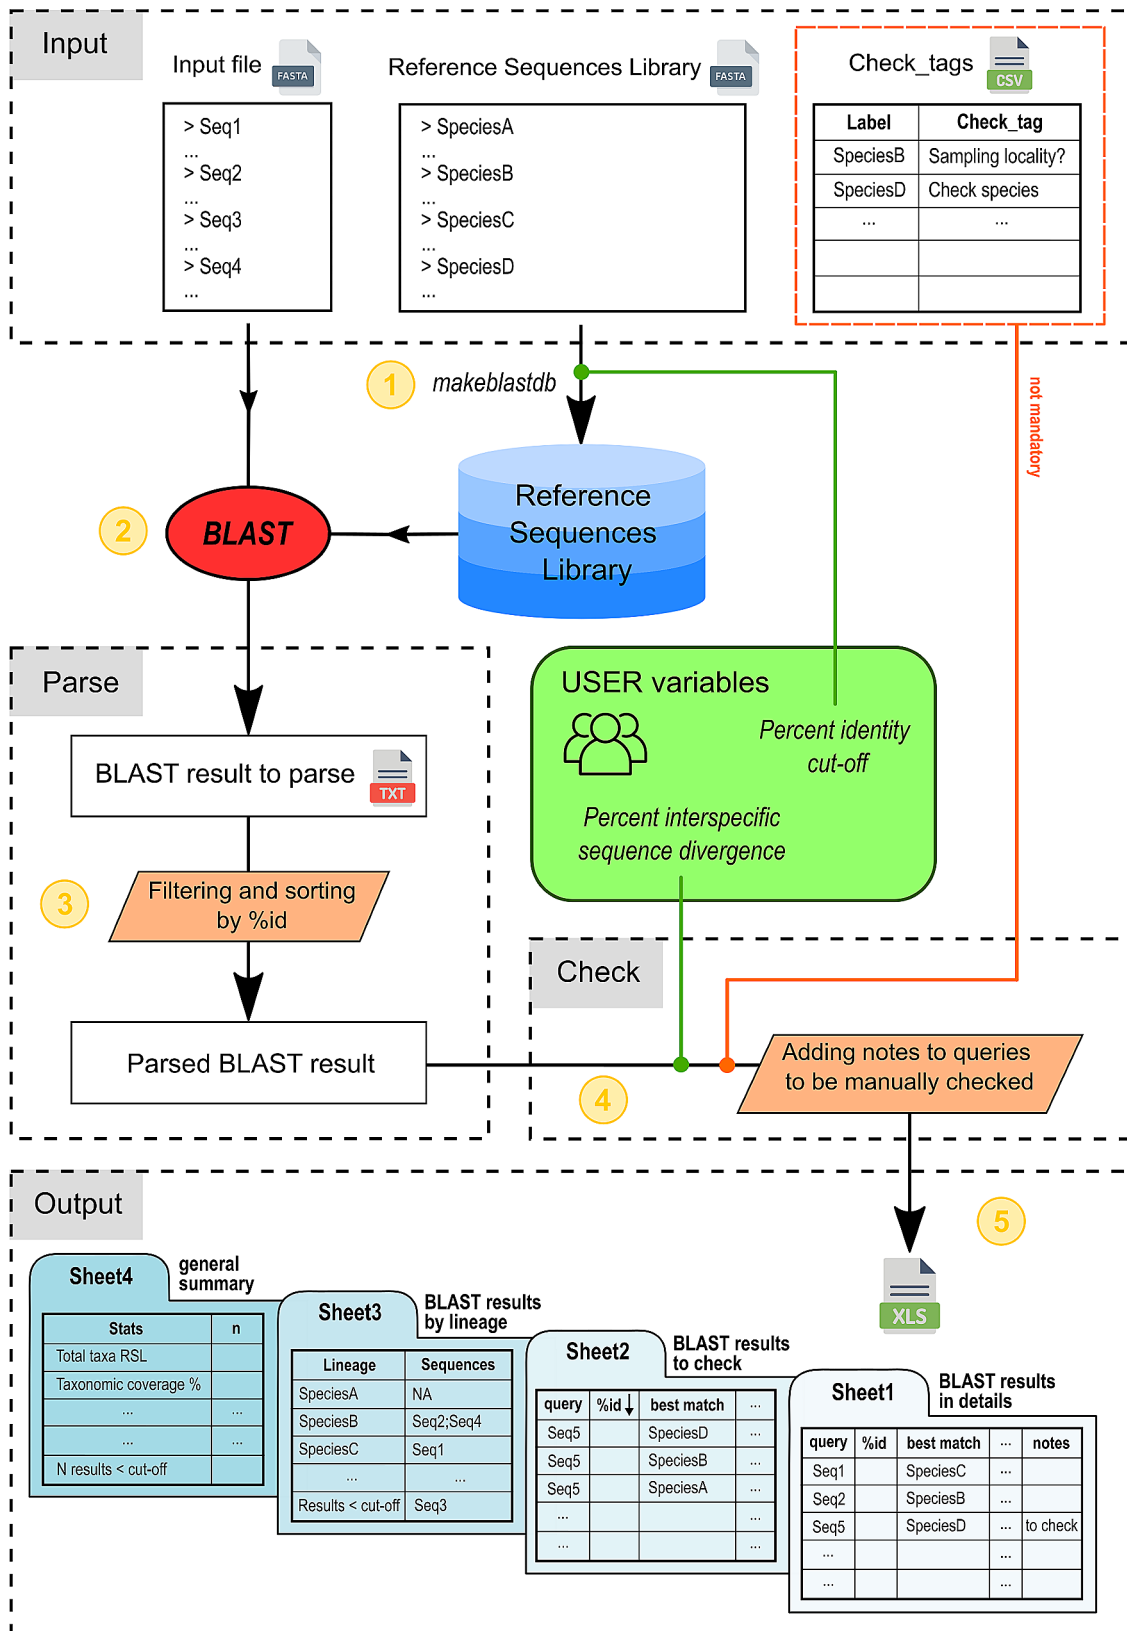 Input
Input file
FASTA
> Seq1
...
> Seq2
...
> Seq3
...
> Seq4
...
Reference Sequences Library
FASTA
> SpeciesA
...
> SpeciesB
...
> SpeciesC
...
> SpeciesD
...
Check_tags
CSV
Label Check_tag
SpeciesB Sampling locality?
SpeciesD Check species
... ...
not mandatory
1
makeblastdb
2
BLAST
Reference
Sequences
Library
Parse
BLAST result to parse
TXT
3
Filtering and sorting
by %id
Parsed BLAST result
USER variables
Percent identity
cut-off
Percent interspecific
sequence divergence
Check
4
Adding notes to queries
to be manually checked
Output
5
XLS
Sheet4
general
summary
Stats n
Total taxa RSL
Taxonomic coverage %
... ...
... ...
N results < cut-off
Sheet3
BLAST results
by lineage
Lineage Sequences
SpeciesA NA
SpeciesB Seq2;Seq4
SpeciesC Seq1
... ...
Results < cut-off Seq3
Sheet2
BLAST results
to check
query %id best match ...
Seq5 SpeciesD ...
Seq5 SpeciesB ...
Seq5 SpeciesA ...
... ...
... ...
Sheet1
BLAST results
in details
query %id best match ... notes
Seq1 SpeciesC ...
Seq2 SpeciesB ...
Seq5 SpeciesD ... to check
... ...
... ...